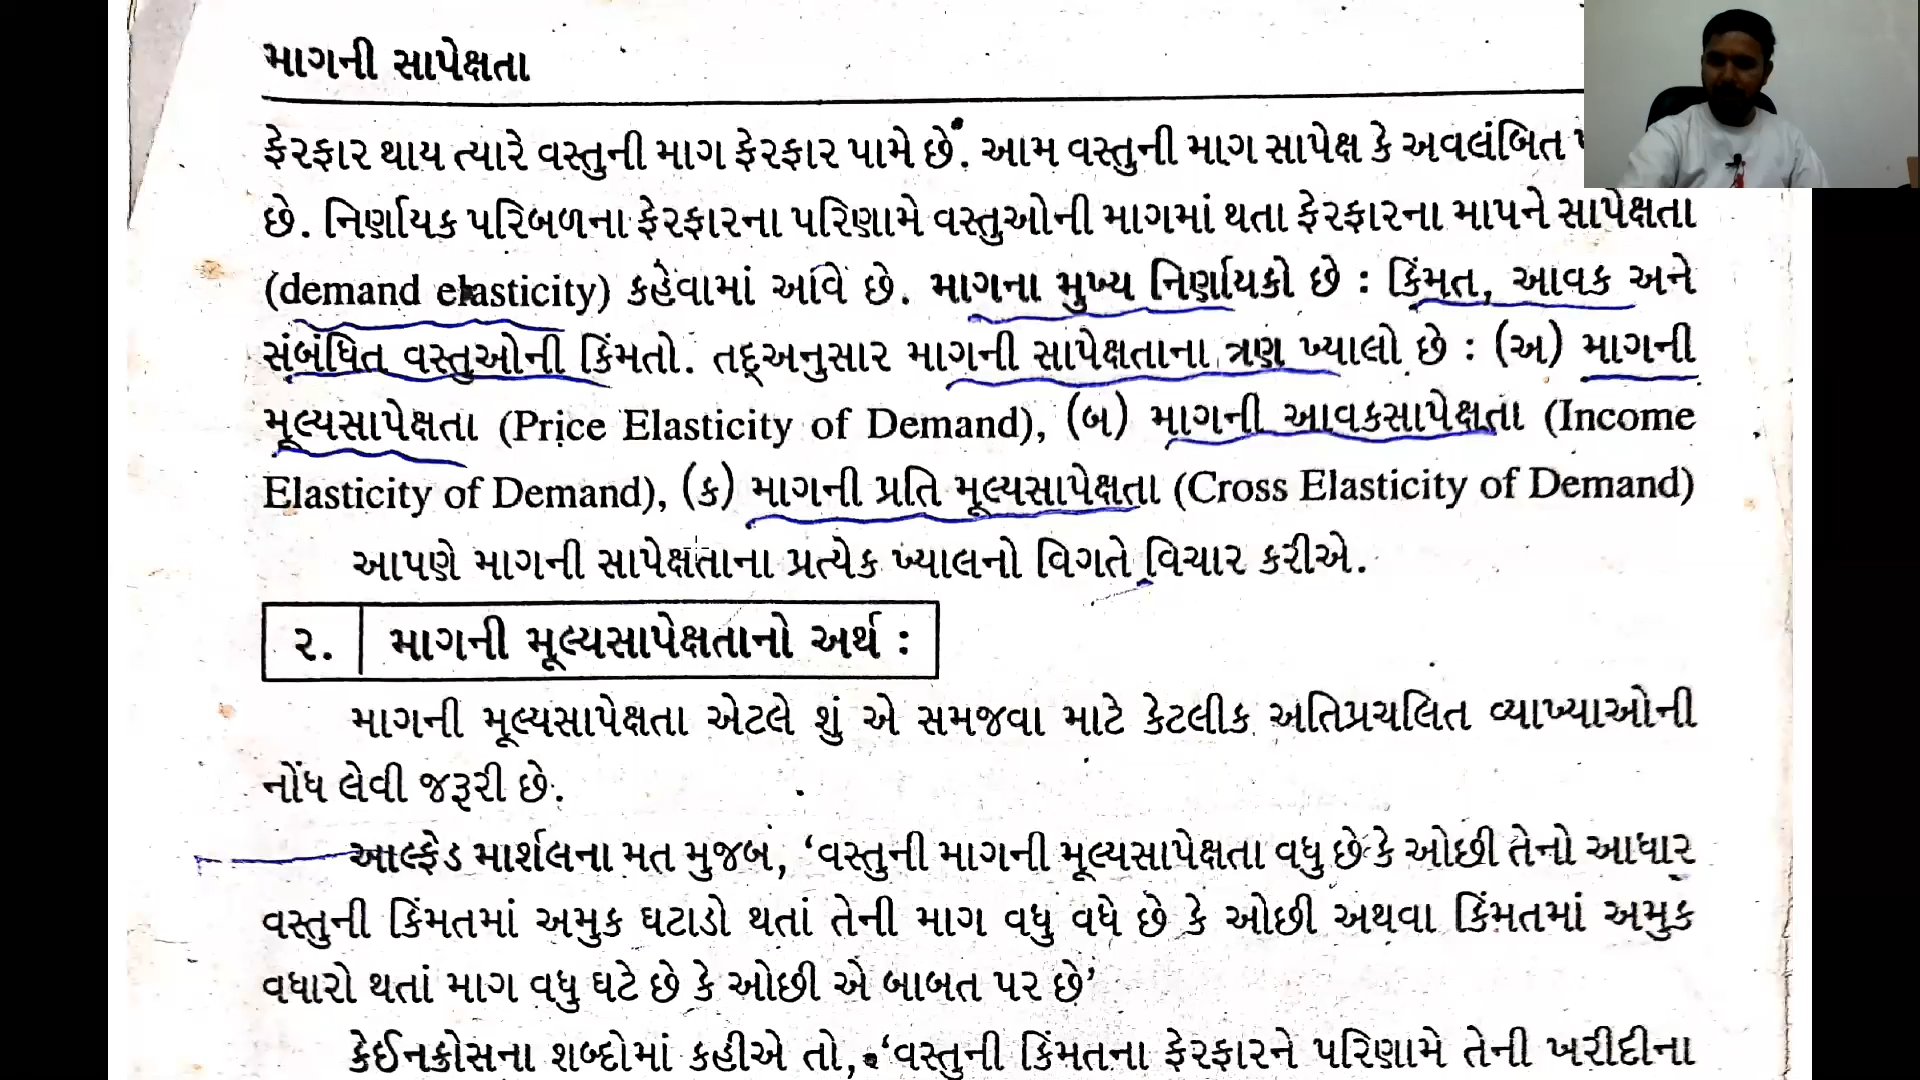 માગની સાપેક્ષતા
ફેરફાર થાય ત્યારે વસ્તુની માગ ફેરફાર પામે છે. આમ વસ્તુની માગ સાપેક્ષ કે અવલંબિત
છે. નિર્ણાયક પરિબળના ફેરફારના પરિણામે વસ્તુઓની માગમાં થતા ફેરફારના માપને સાપેક્ષતા
(demand elasticity) કહેવામાં આવે છે. માગના મુખ્ય નિર્ણાયકો છે : કિંમત, આવક અને
સંબંધિત વસ્તુઓની કિંમતો. તદ્અનુસાર માગની સાપેક્ષતાના ત્રણ ખ્યાલો છે : (અ) માગની
મૂલ્યસાપેક્ષતા (Price Elasticity of Demand), (બ) માગની આવકસાપેક્ષતા (Income
Elasticity of Demand), (ક) માગની પ્રતિ મૂલ્યસાપેક્ષતા (Cross Elasticity of Demand)
આપણે માગની સાપેક્ષતાના પ્રત્યેક ખ્યાલનો વિગતે વિચાર કરીએ.
૨. માગની મૂલ્યસાપેક્ષતાનો અર્થ :
માગની મૂલ્યસાપેક્ષતા એટલે શું એ સમજવા માટે કેટલીક અતિપ્રચલિત વ્યાખ્યાઓની
નોંધ લેવી જરૂરી છે.
આલ્ફ્રેડ માર્શલના મત મુજબ, ‘વસ્તુની માગની મૂલ્યસાપેક્ષતા વધુ છે કે ઓછી તેનો આધાર
વસ્તુની કિંમતમાં અમુક ઘટાડો થતાં તેની માગ વધુ વધે છે કે ઓછી અથવા કિંમતમાં અમુક
વધારો થતાં માગ વધુ ઘટે છે કે ઓછી એ બાબત પર છે’
કેઈનક્રોસના શબ્દોમાં કહીએ તો, ‘વસ્તુની કિંમતના ફેરફારને પરિણામે તેની ખરીદીના